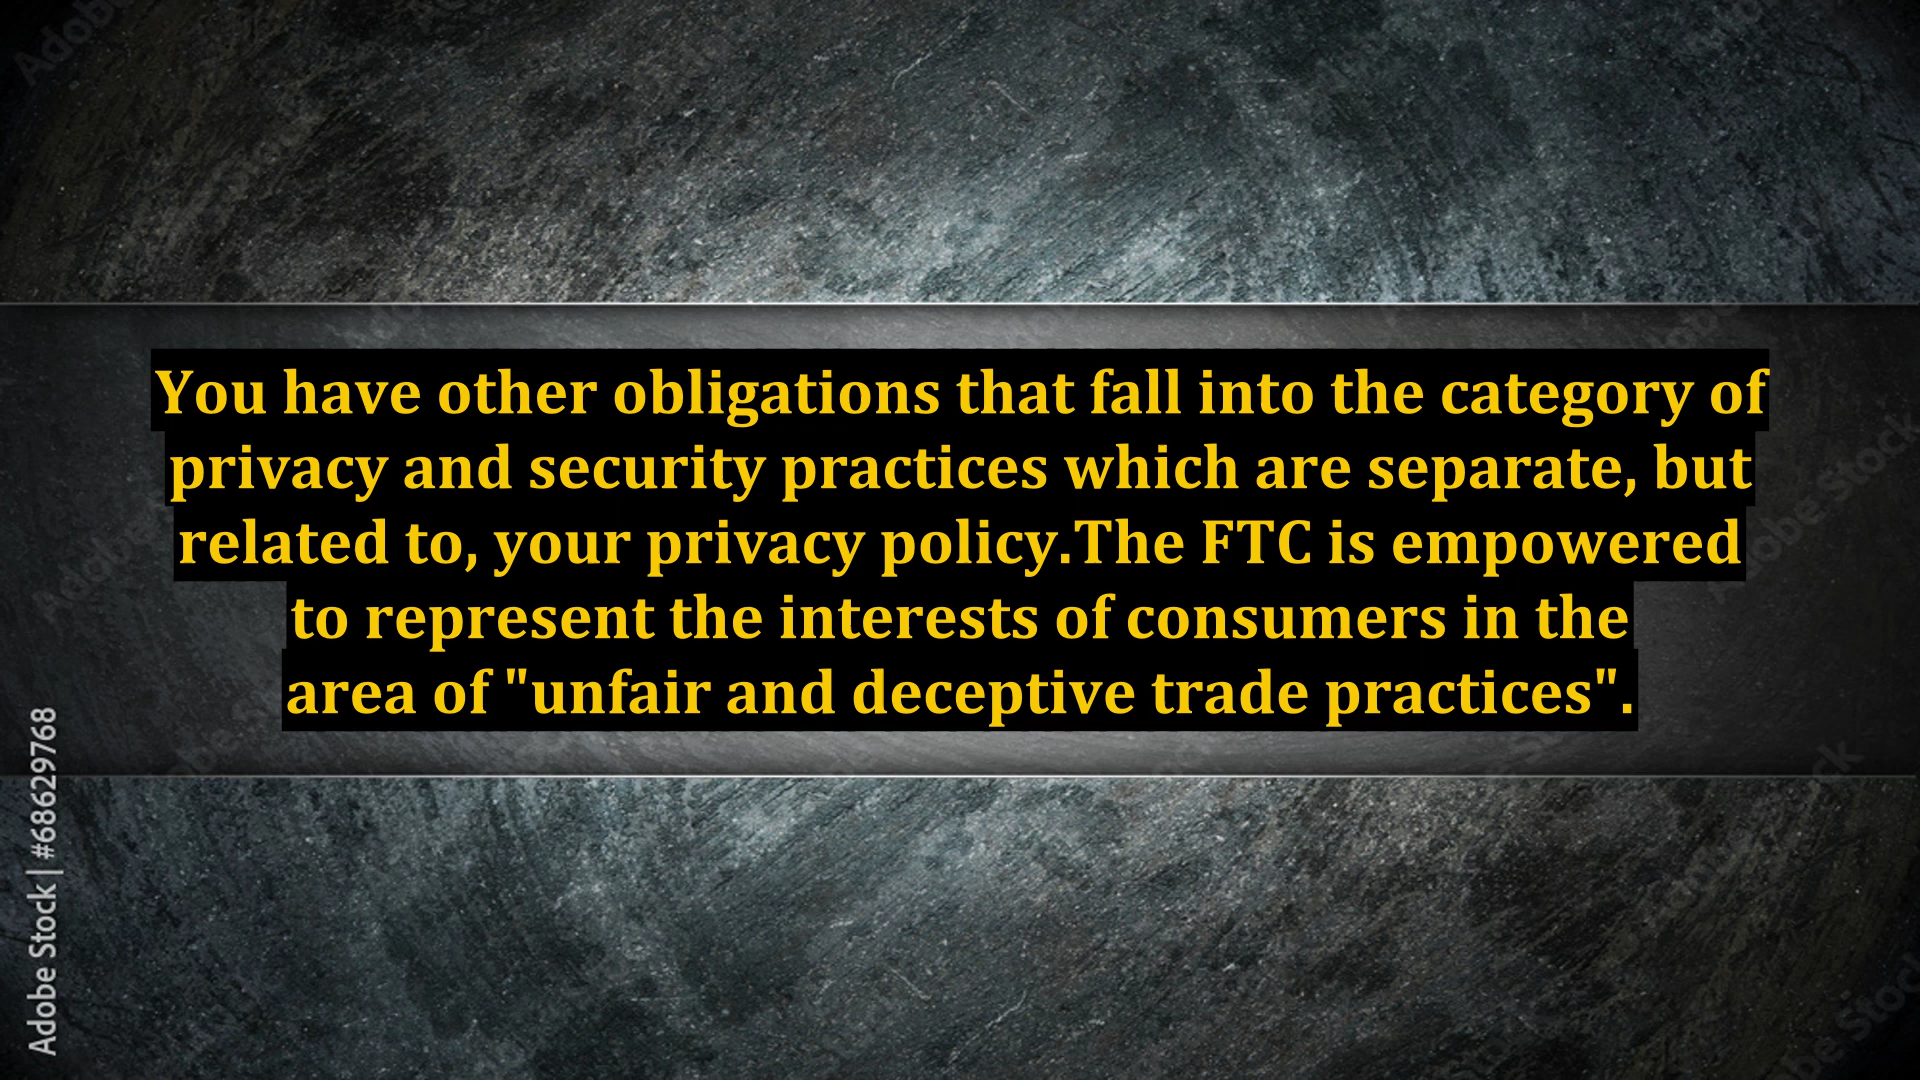 You have other obligations that fall into the category of
privacy and security practices which are separate, but
related to, your privacy policy.The FTC is empowered
to represent the interests of consumers in the
area of "unfair and deceptive trade practices".
Adobe Stock | #68629768